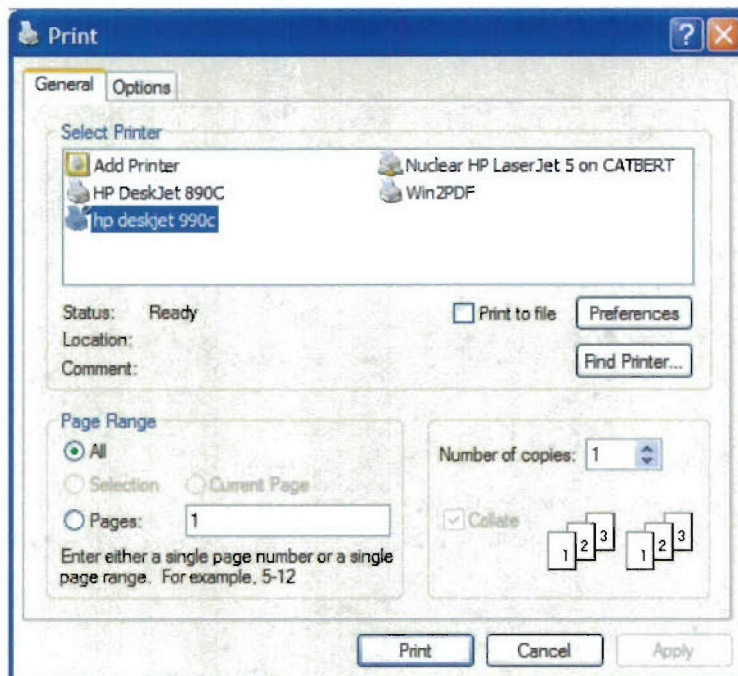 Print
General Options
Select Printer
Add Printer
HP DeskJet 890C
hp deskjet 990c
Nuclear HP LaserJet 5 on CATBERT
Win2PDF
Status: Ready
Location:
Comment:
Print to file
Preferences
Find Printer...
Page Range
All
Selection Current Page
Pages: 1
Enter either a single page number or a single
page range. For example, 5-12
Number of copies: 1
Collate
1 2 3 1 2 3
Print Cancel Apply